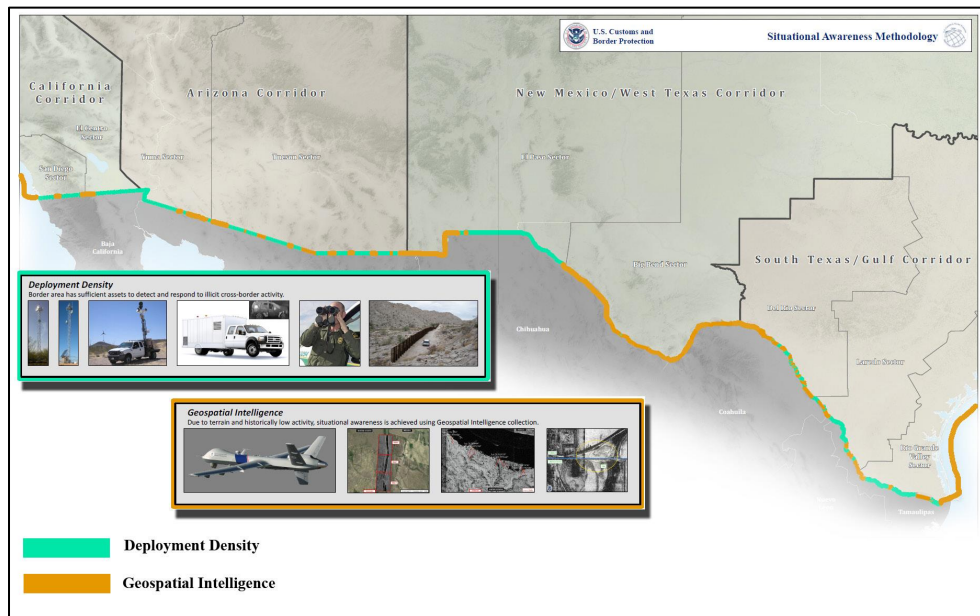 U.S. Customs and
Border Protection
Situational Awareness Methodology
California
Corridor
Arizona Corridor
New Mexico/West Texas Corridor
El Centro
Sector
San Diego
Sector
Yuma Sector
Tucson Sector
El Paso Sector
Baja
California
Big Bend Sector
South Texas/Gulf Corridor
Del Rio Sector
Chihuahua
Laredo Sector
Coahuila
Rio Grande
Valley
Sector
Tamaulipas
Deployment Density
Border area has sufficient assets to detect and respond to illicit cross-border activity.
Geospatial Intelligence
Due to terrain and historically low activity, situational awareness is achieved using Geospatial Intelligence collection.
Deployment Density
Geospatial Intelligence